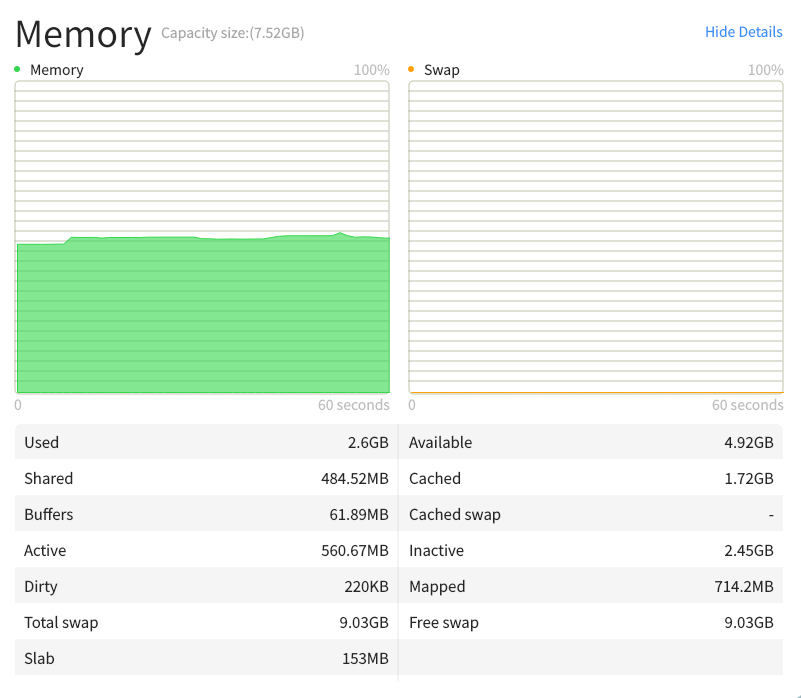 Memory Capacity size:(7.52GB) Hide Details
Memory 100% Swap 100%
0 60 seconds 0 60 seconds
Used 2.6GB Available 4.92GB
Shared 484.52MB Cached 1.72GB
Buffers 61.89MB Cached swap -
Active 560.67MB Inactive 2.45GB
Dirty 220KB Mapped 714.2MB
Total swap 9.03GB Free swap 9.03GB
Slab 153MB